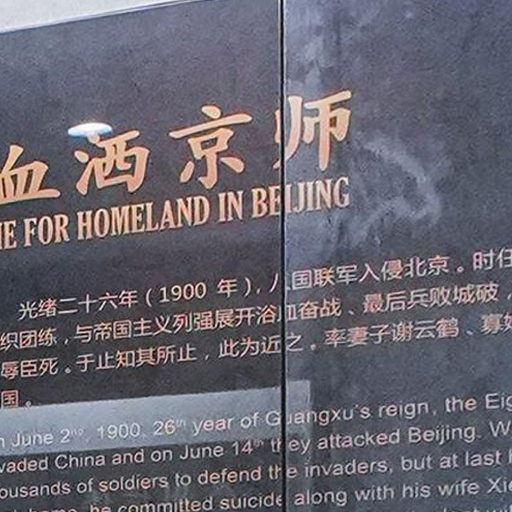 血洒京师
E FOR HOMELAND IN BEIJING
光绪二十六年（1900 年），八国联军入侵北京。时任
织团练，与帝国主义列强展开浴血奋战、最后兵败城破，
辱臣死。于止知其所止，此为近之。率妻子谢云鹤、寡
国。
n June 2nd, 1900, 26th year of Guangxu's reign, the Eig
vaded China and on June 14th they attacked Beijing. W
ousands of soldiers to defend the invaders, but at last
he committed suicide along with his wife Xie